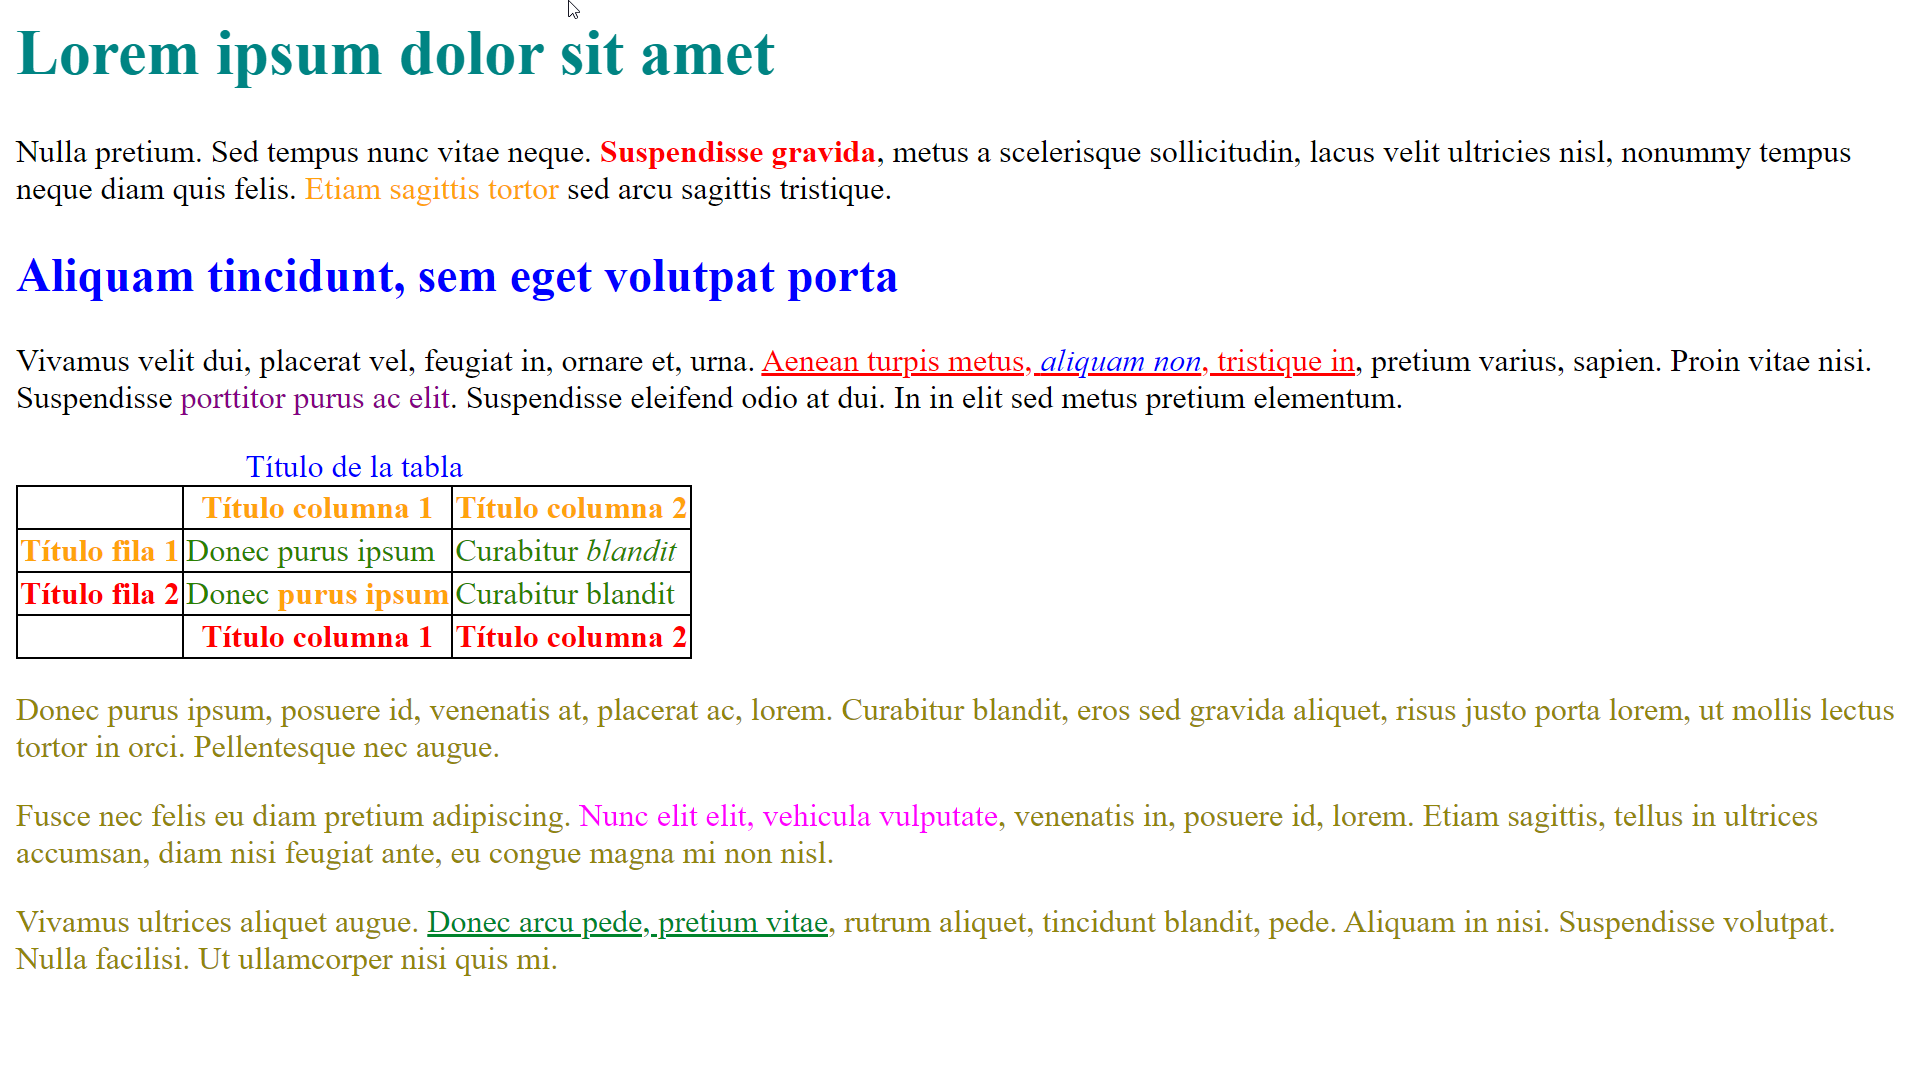 Lorem ipsum dolor sit amet
Nulla pretium. Sed tempus nunc vitae neque. Suspendisse gravida, metus a scelerisque sollicitudin, lacus velit ultricies nisl, nonummy tempus
neque diam quis felis. Etiam sagittis tortor sed arcu sagittis tristique.
Aliquam tincidunt, sem eget volutpat porta
Vivamus velit dui, placerat vel, feugiat in, ornare et, urna. Aenean turpis metus, aliquam non, tristique in, pretium varius, sapien. Proin vitae nisi.
Suspendisse porttitor purus ac elit. Suspendisse eleifend odio at dui. In in elit sed metus pretium elementum.
Título de la tabla
Título columna 1 Título columna 2
Título fila 1 Donec purus ipsum Curabitur blandit
Título fila 2 Donec purus ipsum Curabitur blandit
Título columna 1 Título columna 2
Donec purus ipsum, posuere id, venenatis at, placerat ac, lorem. Curabitur blandit, eros sed gravida aliquet, risus justo porta lorem, ut mollis lectus
tortor in orci. Pellentesque nec augue.
Fusce nec felis eu diam pretium adipiscing. Nunc elit elit, vehicula vulputate, venenatis in, posuere id, lorem. Etiam sagittis, tellus in ultrices
accumsan, diam nisi feugiat ante, eu congue magna mi non nisl.
Vivamus ultrices aliquet augue. Donec arcu pede, pretium vitae, rutrum aliquet, tincidunt blandit, pede. Aliquam in nisi. Suspendisse volutpat.
Nulla facilisi. Ut ullamcorper nisi quis mi.